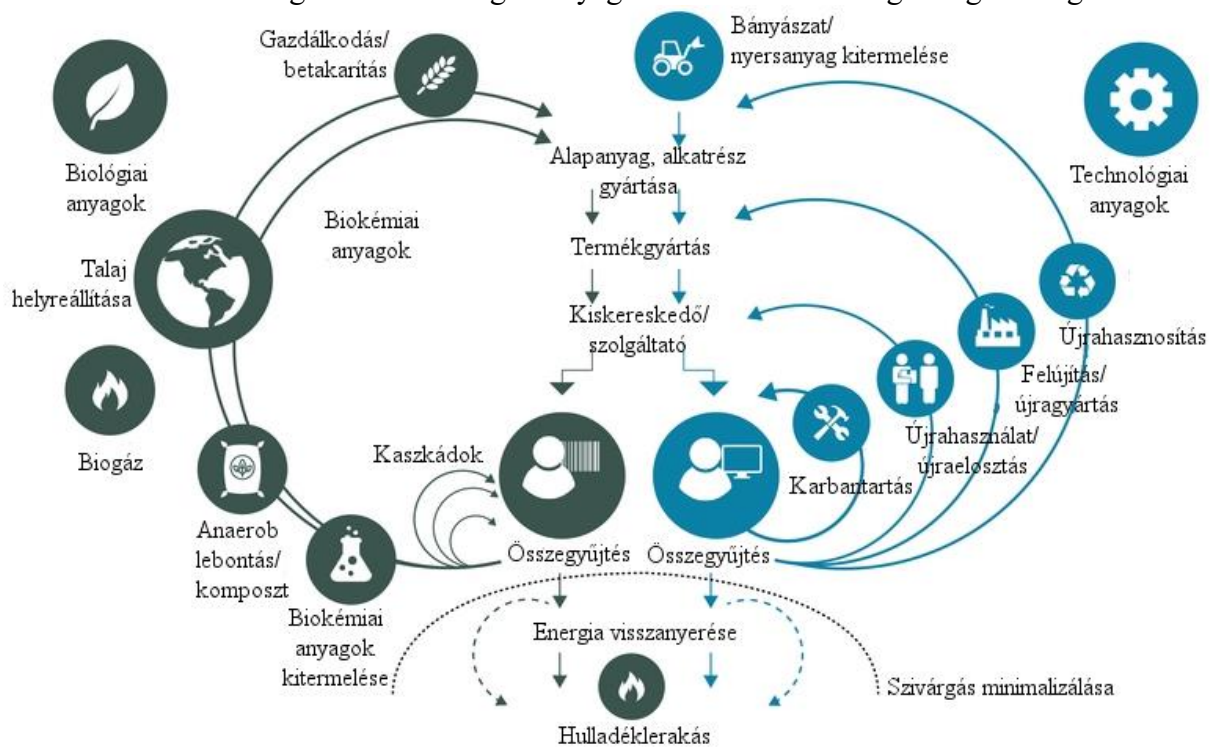 Gazdálkodás/
betakarítás
Bányászat/
nyersanyag kitermelése
Biológiai
anyagok
Alapanyag, alkatrész
gyártása
Technológiai
anyagok
Biokémiai
anyagok
Termékgyártás
Talaj
helyreállítása
Kiskereskedő/
szolgáltató
Újrahasznosítás
Felújítás/
újragyártás
Biogáz
Kaszkádok
Újrahasználat/
újraelosztás
Karbantartás
Anaerob
lebontás/
komposzt
Összegyűjtés
Összegyűjtés
Biokémiai
anyagok
kitermelése
Energia visszanyerése
Szivárgás minimalizálása
Hulladéklerakás